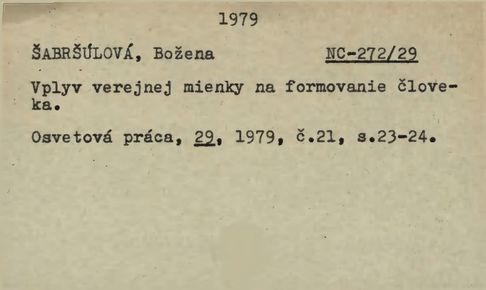 1979
ŠABRŠÚLOVÁ, Božena NC-272/29
Vplyv verejnej mienky na formovanie člove-
ka.
Osvetová práca, 29, 1979, č.21, s.23-24.